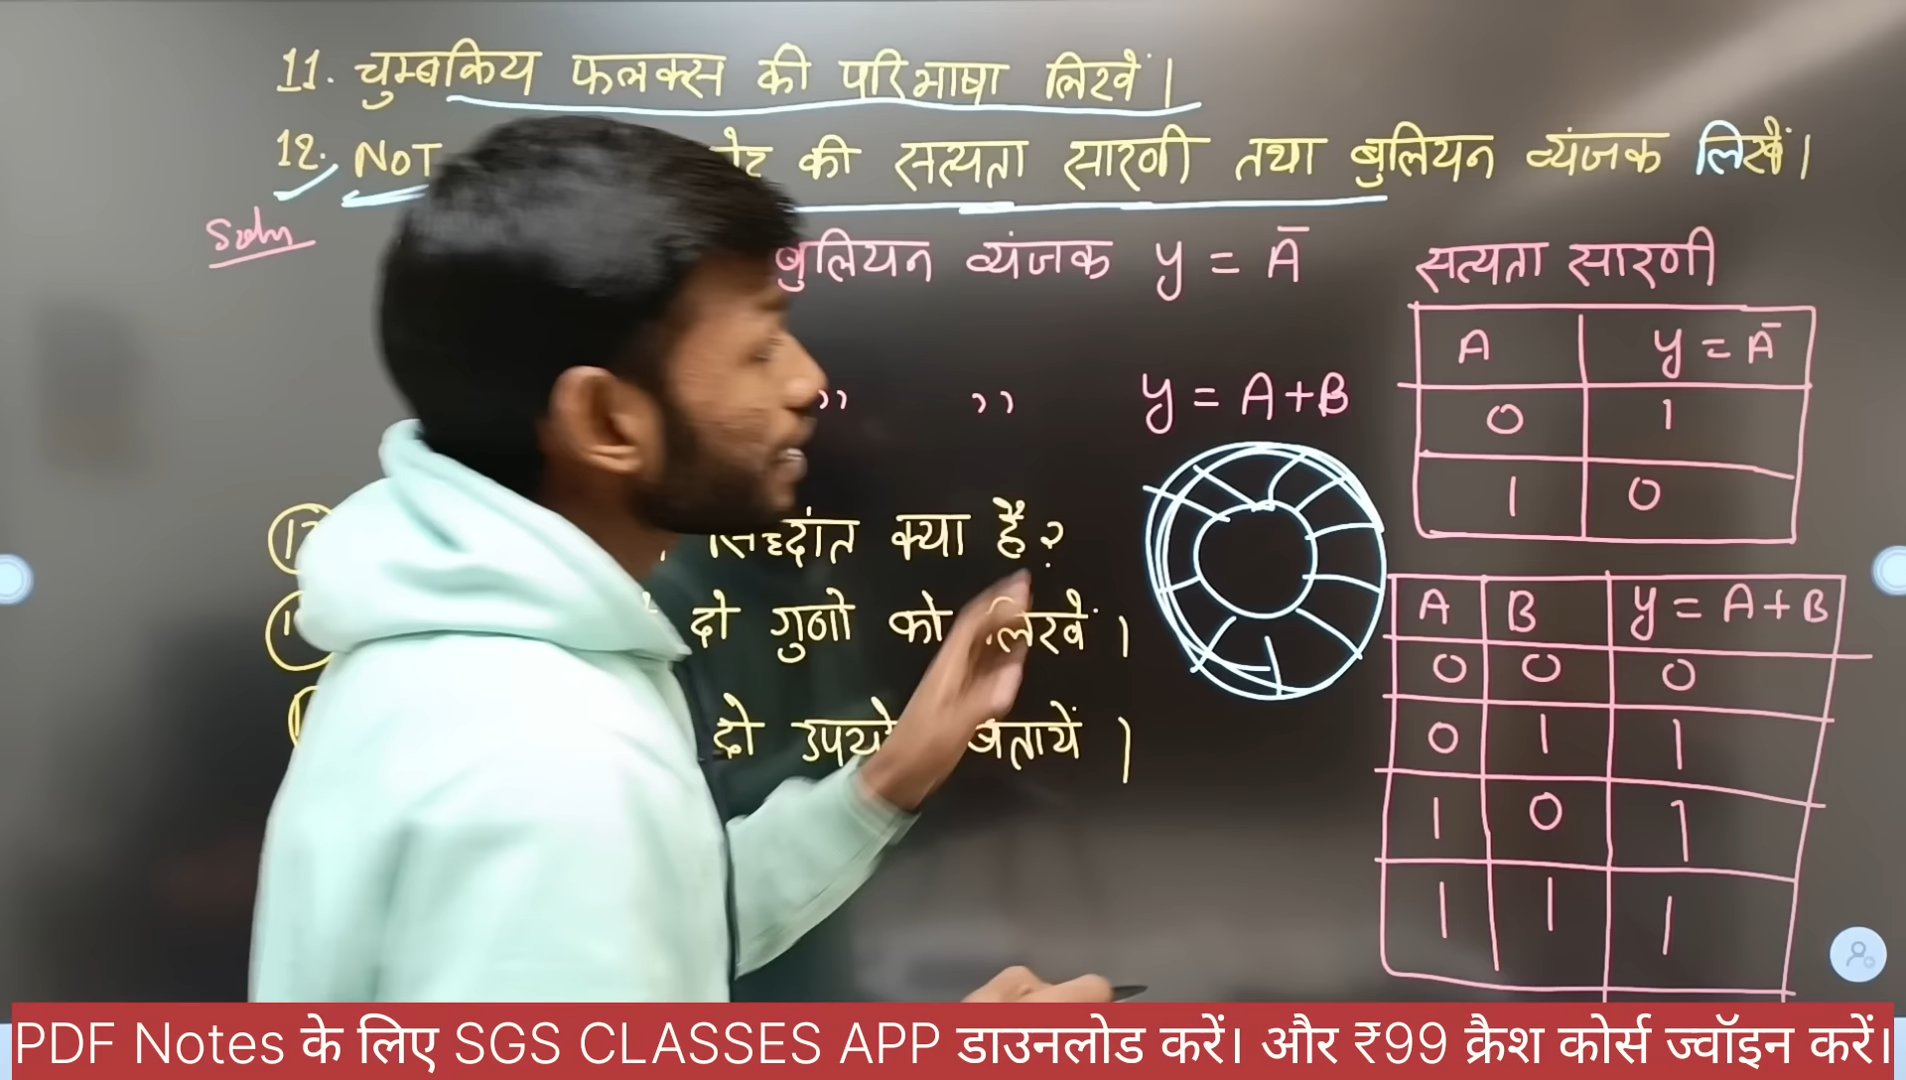 11. चुम्बकिय फलक्स की परिभाषा लिखें।
12. NOT की सत्यता सारणी तथा बुलियन व्यंजक लिखें।
Soln
बुलियन व्यंजक y = Ā
सत्यता सारणी
A y = Ā
0 1
1 0
,, ,, y = A+B
सिद्दांत क्या है?
दो गुणो को लिखें।
दो बतायें।
A B y = A+B
0 0 0
0 1 1
1 0 1
1 1 1
PDF Notes के लिए SGS CLASSES APP डाउनलोड करें। और ₹99 क्रैश कोर्स ज्वॉइन करें।